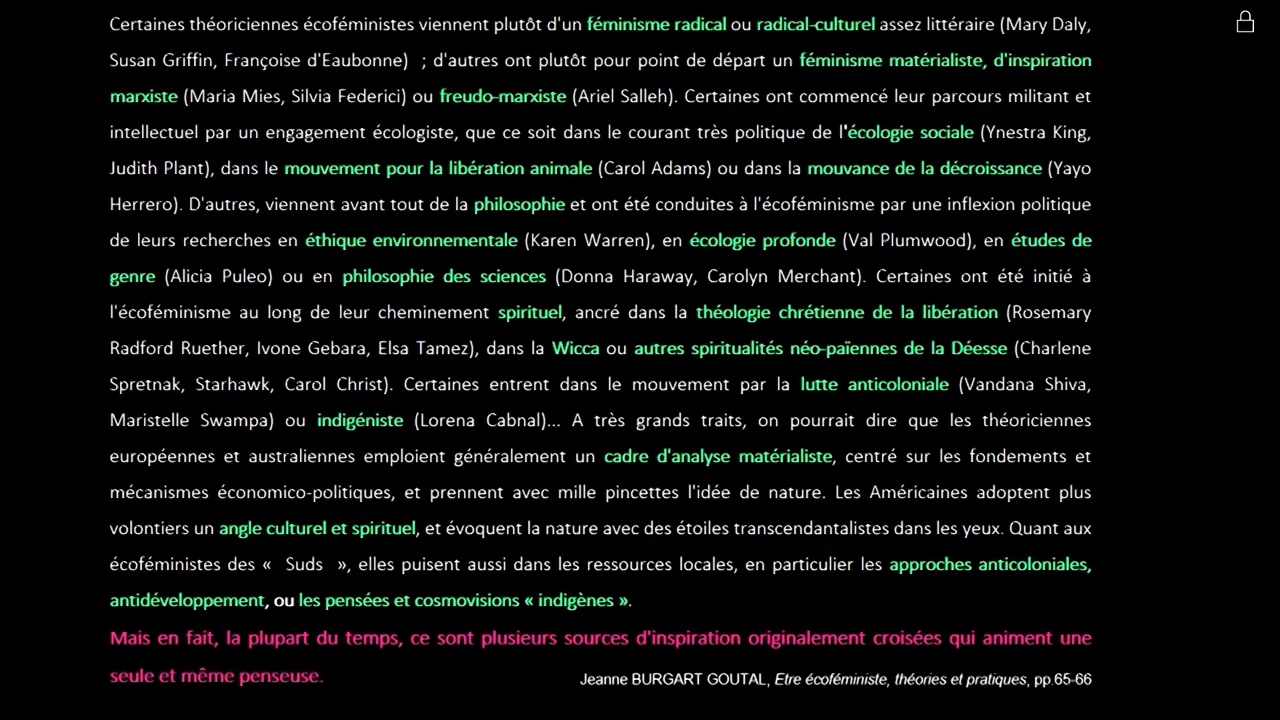 Certaines théoriciennes écoféministes viennent plutôt d'un féminisme radical ou radical-culturel assez littéraire (Mary Daly,
Susan Griffin, Françoise d'Eaubonne)  ; d'autres ont plutôt pour point de départ un féminisme matérialiste, d'inspiration
marxiste (Maria Mies, Silvia Federici) ou freudo-marxiste (Ariel Salleh). Certaines ont commencé leur parcours militant et
intellectuel par un engagement écologiste, que ce soit dans le courant très politique de l'écologie sociale (Ynestra King,
Judith Plant), dans le mouvement pour la libération animale (Carol Adams) ou dans la mouvance de la décroissance (Yayo
Herrero). D'autres, viennent avant tout de la philosophie et ont été conduites à l'écoféminisme par une inflexion politique
de leurs recherches en éthique environnementale (Karen Warren), en écologie profonde (Val Plumwood), en études de
genre (Alicia Puleo) ou en philosophie des sciences (Donna Haraway, Carolyn Merchant). Certaines ont été initié à
l'écoféminisme au long de leur cheminement spirituel, ancré dans la théologie chrétienne de la libération (Rosemary
Radford Ruether, Ivone Gebara, Elsa Tamez), dans la Wicca ou autres spiritualités néo-païennes de la Déesse (Charlene
Spretnak, Starhawk, Carol Christ). Certaines entrent dans le mouvement par la lutte anticoloniale (Vandana Shiva,
Maristelle Swampa) ou indigéniste (Lorena Cabnal)... A très grands traits, on pourrait dire que les théoriciennes
européennes et australiennes emploient généralement un cadre d'analyse matérialiste, centré sur les fondements et
mécanismes économico-politiques, et prennent avec mille pincettes l'idée de nature. Les Américaines adoptent plus
volontiers un angle culturel et spirituel, et évoquent la nature avec des étoiles transcendantalistes dans les yeux. Quant aux
écoféministes des «  Suds  », elles puisent aussi dans les ressources locales, en particulier les approches anticoloniales,
antidéveloppement, ou les pensées et cosmovisions « indigènes ».
Mais en fait, la plupart du temps, ce sont plusieurs sources d'inspiration originalement croisées qui animent une
seule et même penseuse.
Jeanne BURGART GOUTAL, Etre écoféministe, théories et pratiques, pp.65-66